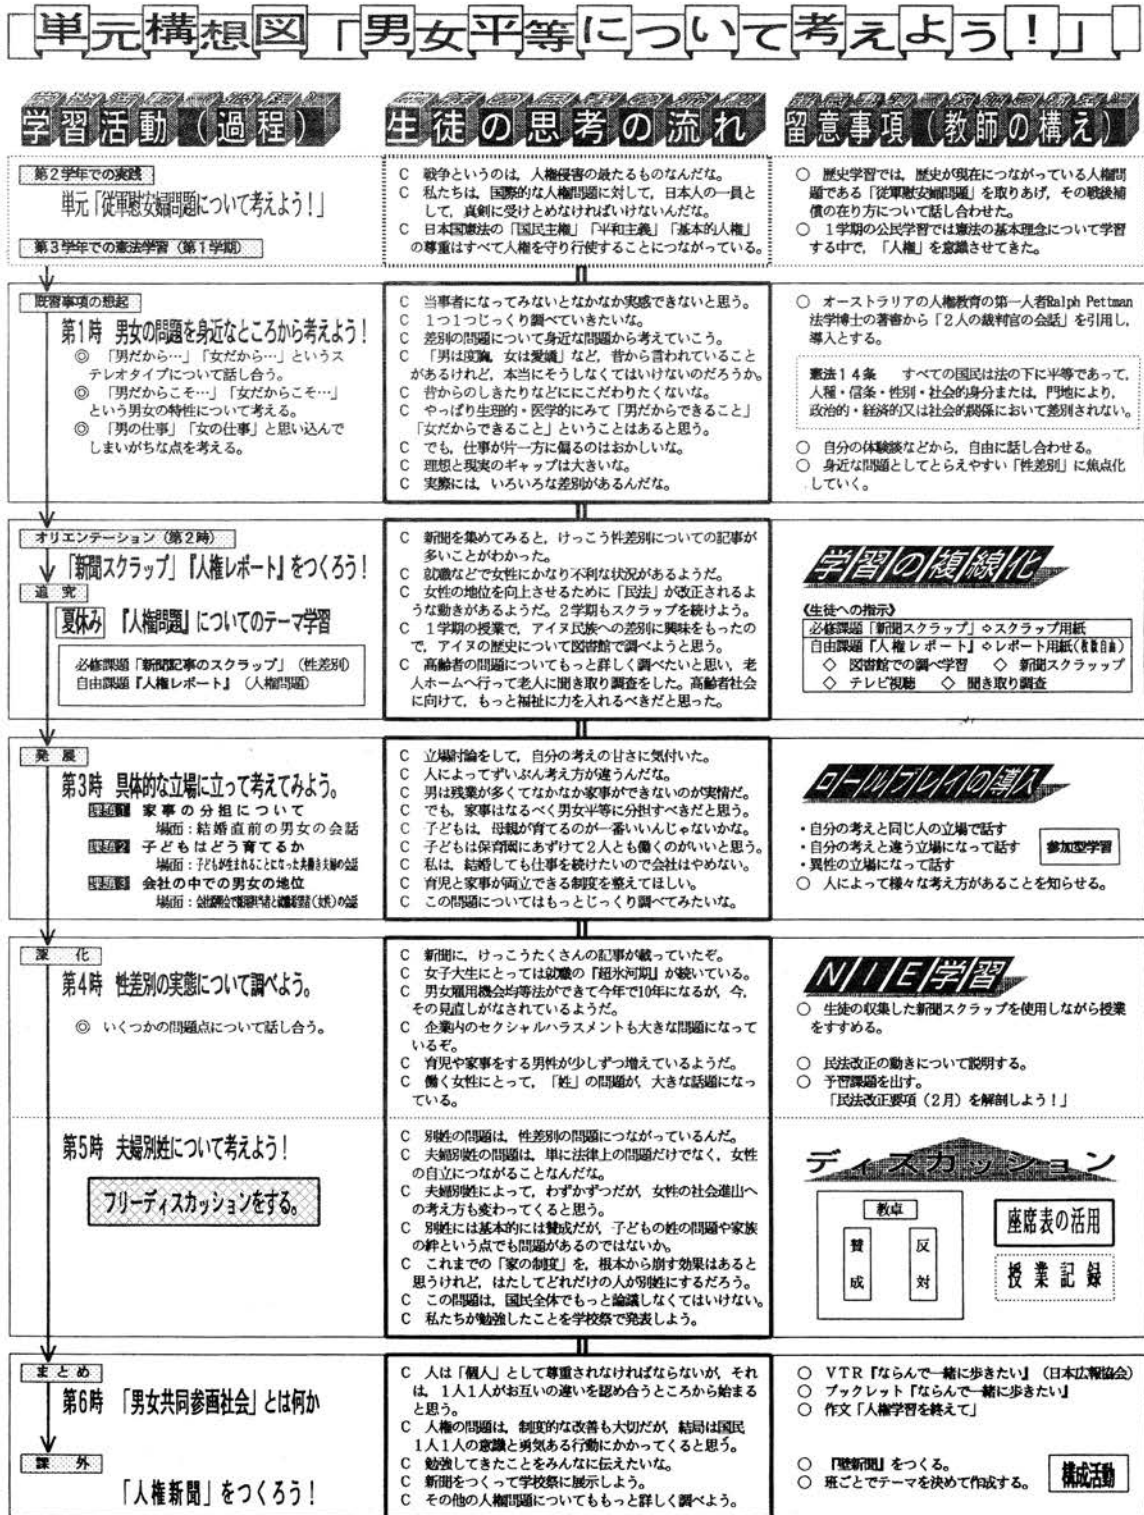 単元構想図「男女平等について考えよう！」
学習活動（過程）
生徒の思考の流れ
留意事項（教師の構え）
第2学年での実践
単元「従軍慰安婦問題について考えよう！」
第3学年での憲法学習（第1学期）
C　戦争というのは，人権侵害の最たるものなんだな。
C　私たちは，国際的な人権問題に対して，日本人の一員と
して，真剣に受けとめなければいけないんだな。
C　日本国憲法の「国民主権」「平和主義」「基本的人権」
の尊重はすべて人権を守り行使することにつながっている。
○　歴史学習では，歴史が現在につながっている人権問
題である「従軍慰安婦問題」を取りあげ，その戦後補
償の在り方について話し合わせた。
○　1学期の公民学習では憲法の基本理念について学習
する中で，「人権」を意識させてきた。
既習事項の想起
第1時　男女の問題を身近なところから考えよう！
◎　「男だから…」「女だから…」というス
テレオタイプについて話し合う。
◎　「男だからこそ…」「女だからこそ…」
という男女の特性について考える。
◎　「男の仕事」「女の仕事」と思い込んで
しまいがちな点を考える。
C　当事者になってみないとなかなか実感できないと思う。
C　1つ1つじっくり調べていきたいな。
C　差別の問題について身近な問題から考えていこう。
C　「男は度胸，女は愛嬌」など，昔から言われていること
があるけれど，本当にそうしなくてはいけないのだろうか。
C　昔からのしきたりなどにこだわりたくないな。
C　やっぱり生理的・医学的にみて「男だからできること」
「女だからできること」ということはあると思う。
C　でも，仕事が片一方に偏るのはおかしいな。
C　理想と現実のギャップは大きいな。
C　実際には，いろいろな差別があるんだな。
○　オーストラリアの人権教育の第一人者Ralph Pettman
法学博士の著書から「2人の裁判官の会話」を引用し，
導入とする。
憲法14条　すべての国民は法の下に平等であって，
人種・信条・性別・社会的身分または，門地により，
政治的・経済的又は社会的関係において差別されない。
○　自分の体験談などから，自由に話し合わせる。
○　身近な問題としてとらえやすい「性差別」に焦点化
していく。
オリエンテーション（第2時）
「新聞スクラップ」『人権レポート』をつくろう！
追究
夏休み　『人権問題』についてのテーマ学習
必修課題「新聞記事のスクラップ」（性差別）
自由課題『人権レポート』（人権問題）
C　新聞を集めてみると，けっこう性差別についての記事が
多いことがわかった。
C　就職などで女性にかなり不利な状況があるようだ。
C　女性の地位を向上させるために「民法」が改正されるよ
うな動きがあるようだ。2学期もスクラップを続けよう。
C　1学期の授業で，アイヌ民族への差別に興味をもったの
で，アイヌの歴史について図書館で調べようと思う。
C　高齢者の問題についてもっと詳しく調べたいと思い，老
人ホームへ行って老人に聞き取り調査をした。高齢者社会
に向けて，もっと福祉に力を入れるべきだと思った。
学習の複線化
《生徒への指示》
必修課題「新聞スクラップ」⇨スクラップ用紙
自由課題『人権レポート』⇨レポート用紙（枚数自由）
◇　図書館での調べ学習　◇　新聞スクラップ
◇　テレビ視聴　◇　聞き取り調査
発展
第3時　具体的な立場に立って考えてみよう。
課題1　家事の分担について
場面：結婚直前の男女の会話
課題2　子どもはどう育てるか
場面：子どもが生まれることになった共働き夫婦の会話
課題3　会社の中での男女の地位
C　立場討論をして，自分の考えの甘さに気付いた。
C　人によってずいぶん考え方が違うんだな。
C　男は残業が多くてなかなか家事ができないのが実情だ。
C　でも，家事はなるべく男女平等に分担すべきだと思う。
C　子どもは，母親が育てるのが一番いいんじゃないかな。
C　子どもは保育園にあずけて2人とも働くのがいいと思う。
C　私は，結婚しても仕事を続けたいので会社はやめない。
C　育児と家事が両立できる制度を整えてほしい。
C　この問題についてはもっとじっくり調べてみたいな。
ロールプレイの導入
・自分の考えと同じ人の立場で話す
・自分の考えと違う立場になって話す
・異性の立場になって話す
参加型学習
○　人によって様々な考え方があることを知らせる。
深化
第4時　性差別の実態について調べよう。
◎　いくつかの問題点について話し合う。
C　新聞に，けっこうたくさんの記事が載っていたぞ。
C　女子大生にとっては就職の『超氷河期』が続いている。
C　男女雇用機会均等法ができて今年で10年になるが，今，
その見直しがなされているようだ。
C　企業内のセクシャルハラスメントも大きな問題になって
いるぞ。
C　育児や家事をする男性が少しずつ増えているようだ。
C　働く女性にとって，「姓」の問題が，大きな話題になっ
ている。
NIE学習
○　生徒の収集した新聞スクラップを使用しながら授業
をすすめる。
○　民法改正の動きについて説明する。
○　予習課題を出す。
「民法改正要項（2月）を解剖しよう！」
第5時　夫婦別姓について考えよう！
フリーディスカッションをする。
C　別姓の問題は，性差別の問題につながっているんだ。
C　夫婦別姓の問題は，単に法律上の問題だけでなく，女性
の自立につながることなんだな。
C　夫婦別姓によって，わずかずつだが，女性の社会進出へ
の考え方も変わってくると思う。
C　別姓には基本的には賛成だが，子どもの姓の問題や家族
の絆という点でも問題があるのではないか。
C　これまでの「家の制度」を，根本から崩す効果はあると
思うけれど，はたしてどれだけの人が別姓にするだろう。
C　この問題は，国民全体でもっと論議しなくてはいけない。
C　私たちが勉強したことを学校祭で発表しよう。
ディスカッション
教卓
賛成
反対
座席表の活用
授業記録
まとめ
第6時　「男女共同参画社会」とは何か
課外
「人権新聞」をつくろう！
C　人は「個人」として尊重されなければならないが，それ
は，1人1人がお互いの違いを認め合うところから始まる
と思う。
C　人権の問題は，制度的な改善も大切だが，結局は国民
1人1人の意識と勇気ある行動にかかってくると思う。
C　勉強してきたことをみんなに伝えたいな。
C　新聞をつくって学校祭に展示しよう。
C　その他の人権問題についてももっと詳しく調べよう。
○　VTR『ならんで一緒に歩きたい』（日本広報協会）
○　ブックレット『ならんで一緒に歩きたい』
○　作文「人権学習を終えて」
○　『壁新聞』をつくる。
○　班ごとでテーマを決めて作成する。
構成活動